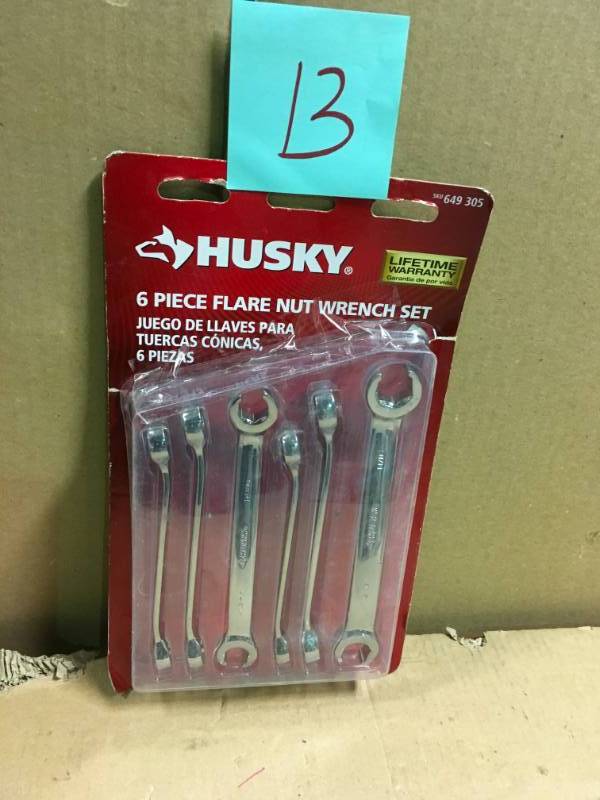 13
SKU 649 305
HUSKY®
LIFETIME
WARRANTY
Garantía de por vida
6 PIECE FLARE NUT WRENCH SET
JUEGO DE LLAVES PARA
TUERCAS CÓNICAS,
6 PIEZAS